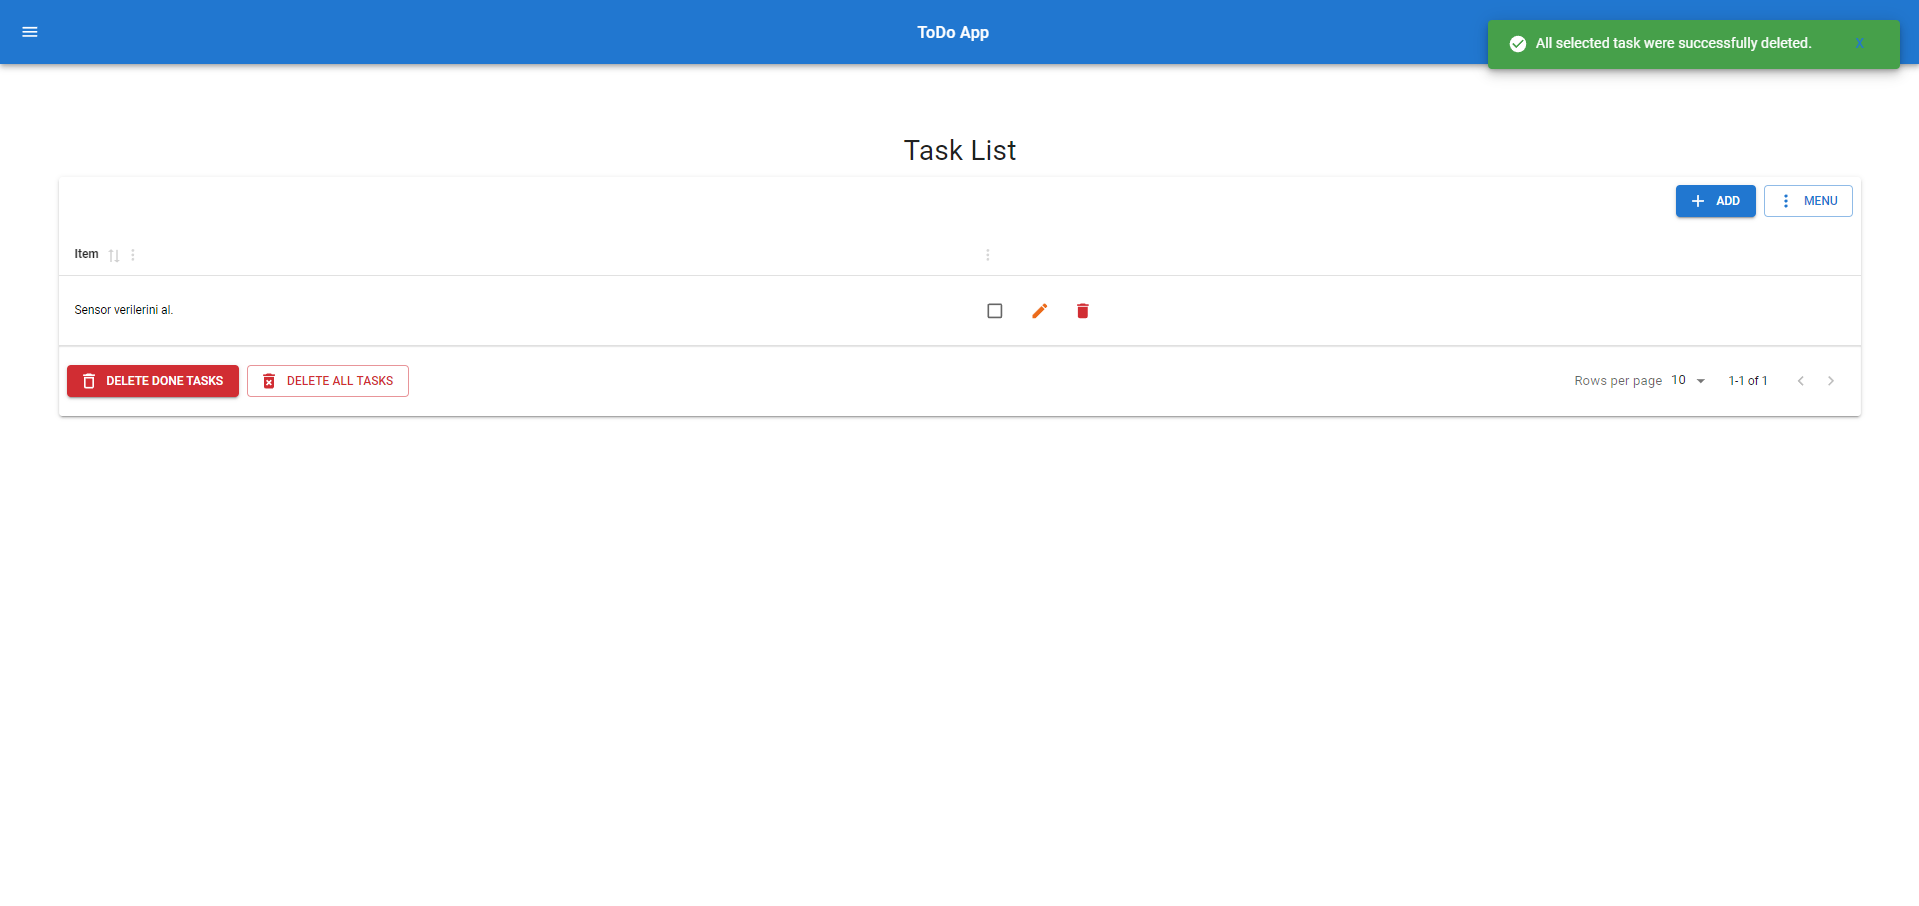 ToDo App
All selected task were successfully deleted.
X
Task List
ADD
MENU
Item
Sensor verilerini al.
DELETE DONE TASKS
DELETE ALL TASKS
Rows per page 10
1-1 of 1